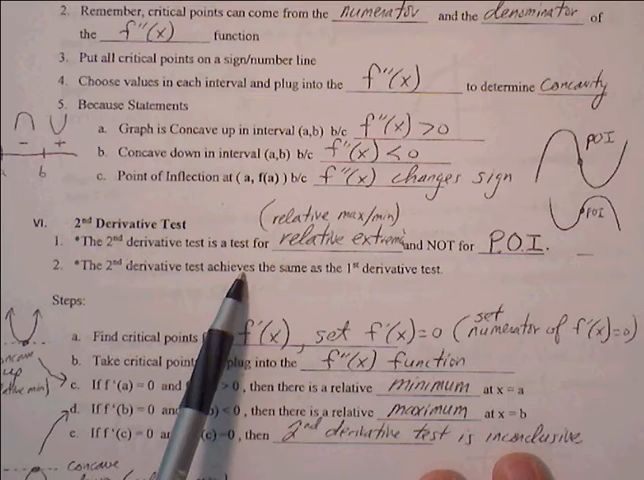 2. Remember, critical points can come from the numerator and the denominator of
the f''(x) function
3. Put all critical points on a sign/number line
4. Choose values in each interval and plug into the f''(x) to determine Concavity
5. Because Statements
a. Graph is Concave up in interval (a,b) b/c f''(x) > 0
b. Concave down in interval (a,b) b/c f''(x) < 0
c. Point of Inflection at ( a, f(a) ) b/c f''(x) changes sign
- +
b
POI
POI
VI. 2nd Derivative Test
(relative max/min)
1. *The 2nd derivative test is a test for relative extrema and NOT for P.O.I.
2. *The 2nd derivative test achieves the same as the 1st derivative test.
Steps:
a. Find critical points f'(x), set f'(x)=0 (set numerator of f'(x)=0)
b. Take critical point plug into the f''(x) function
c. If f'(a) = 0 and > 0, then there is a relative minimum at x = a
d. If f'(b) = 0 and b) < 0, then there is a relative maximum at x = b
e. If f'(c) = 0 an (c) = 0, then 2nd derivative test is inconclusive
up
min)
concave